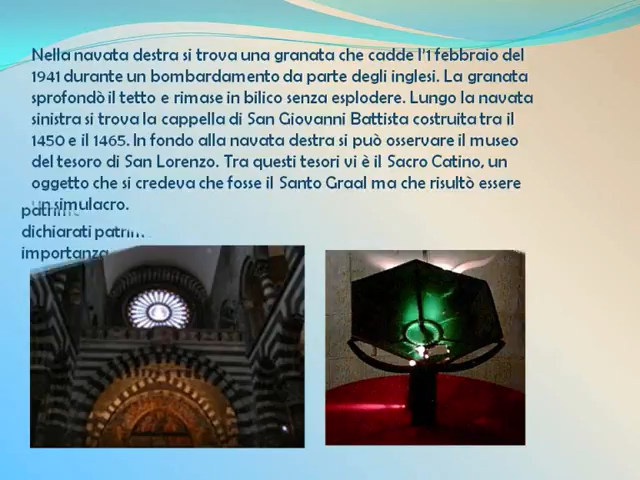 Nella navata destra si trova una granata che cadde l'1 febbraio del
1941 durante un bombardamento da parte degli inglesi. La granata
sprofondò il tetto e rimase in bilico senza esplodere. Lungo la navata
sinistra si trova la cappella di San Giovanni Battista costruita tra il
1450 e il 1465. In fondo alla navata destra si può osservare il museo
del tesoro di San Lorenzo. Tra questi tesori vi è il Sacro Catino, un
oggetto che si credeva che fosse il Santo Graal ma che risultò essere
un simulacro.
dichiarati
importanza